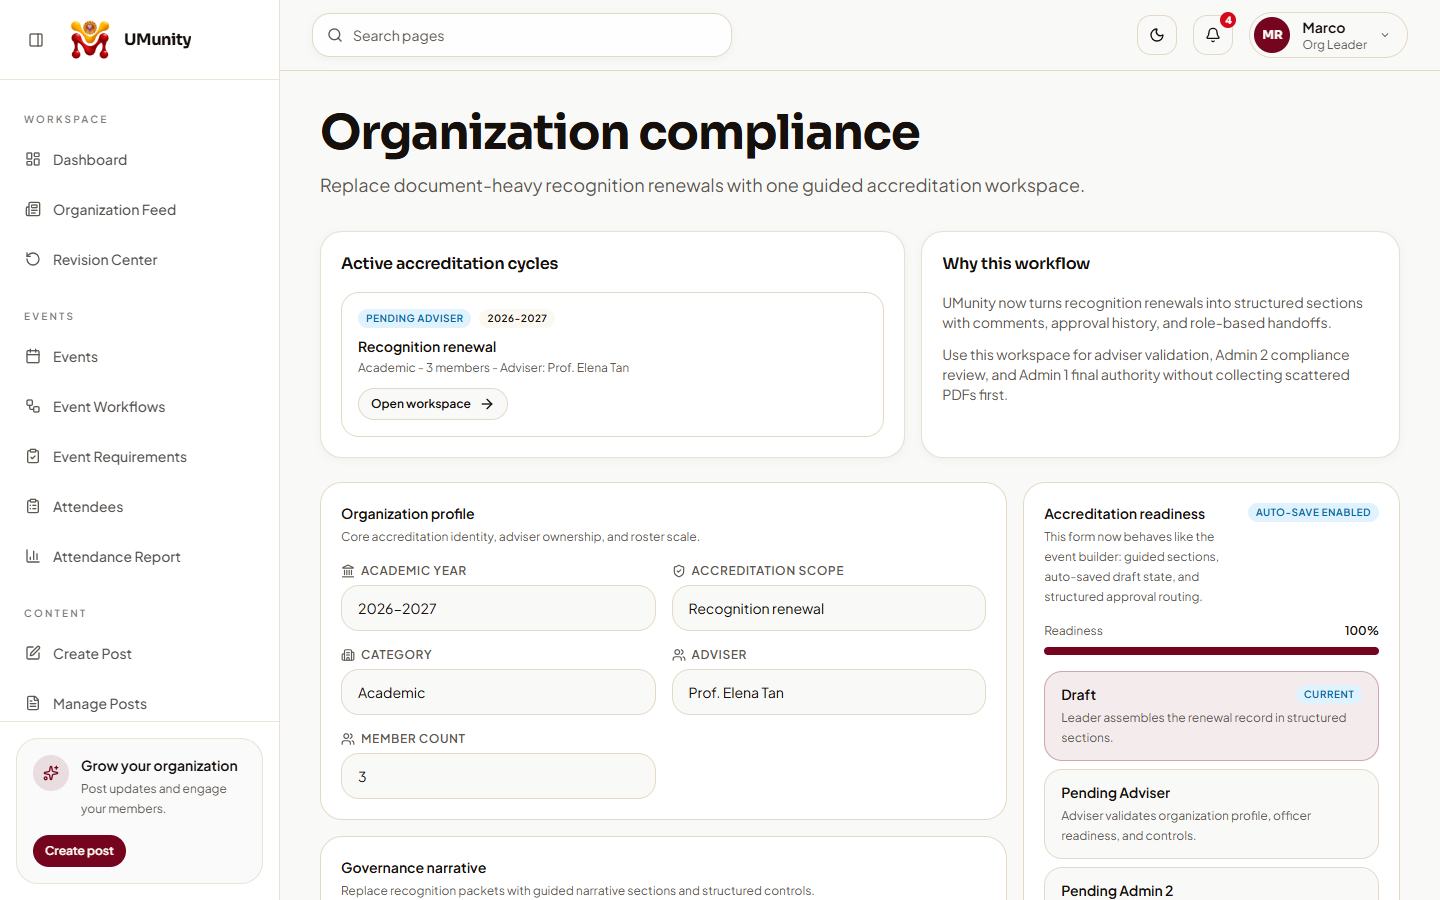 UMunity
Search pages
4
MR
Marco
Org Leader
WORKSPACE
Dashboard
Organization Feed
Revision Center
EVENTS
Events
Event Workflows
Event Requirements
Attendees
Attendance Report
CONTENT
Create Post
Manage Posts
Grow your organization
Post updates and engage
your members.
Create post
Organization compliance
Replace document-heavy recognition renewals with one guided accreditation workspace.
Active accreditation cycles
PENDING ADVISER
2026-2027
Recognition renewal
Academic - 3 members - Adviser: Prof. Elena Tan
Open workspace
Why this workflow
UMunity now turns recognition renewals into structured sections
with comments, approval history, and role-based handoffs.
Use this workspace for adviser validation, Admin 2 compliance
review, and Admin 1 final authority without collecting scattered
PDFs first.
Organization profile
Core accreditation identity, adviser ownership, and roster scale.
ACADEMIC YEAR
2026-2027
ACCREDITATION SCOPE
Recognition renewal
CATEGORY
Academic
ADVISER
Prof. Elena Tan
MEMBER COUNT
3
Governance narrative
Replace recognition packets with guided narrative sections and structured controls.
Accreditation readiness
AUTO-SAVE ENABLED
This form now behaves like the
event builder: guided sections,
auto-saved draft state, and
structured approval routing.
Readiness
100%
Draft
CURRENT
Leader assembles the renewal record in structured
sections.
Pending Adviser
Adviser validates organization profile, officer
readiness, and controls.
Pending Admin 2